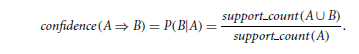 confidence(A ⇒ B) = P(B|A) = support_count(A ∪ B) / support_count(A).